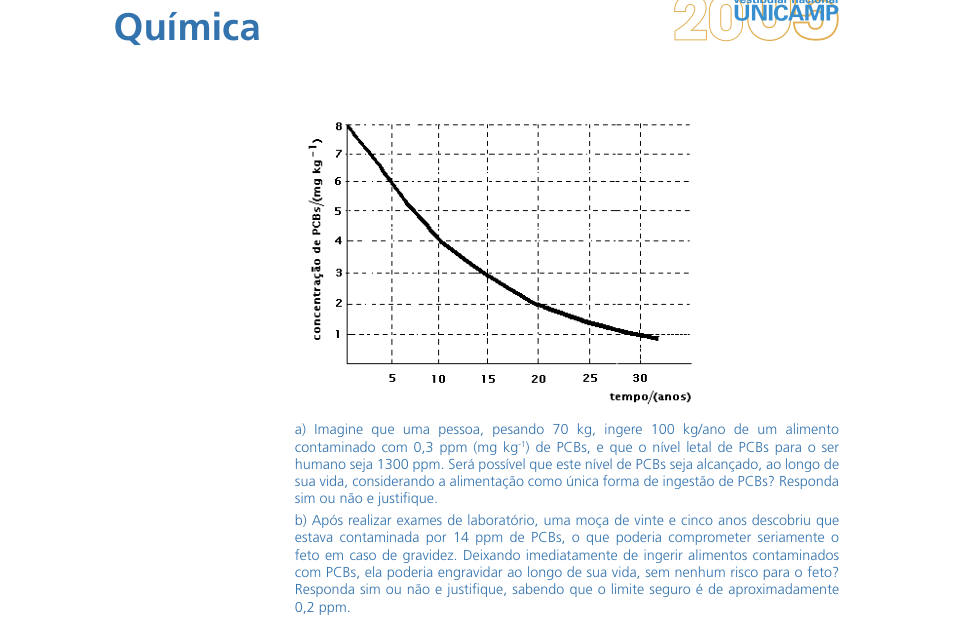 vestibular nacional
UNICAMP
Química
2005
8
7
6
5
4
3
2
1
concentração de PCBs/(mg kg⁻¹)
5 10 15 20 25 30
tempo/(anos)
a) Imagine que uma pessoa, pesando 70 kg, ingere 100 kg/ano de um alimento
contaminado com 0,3 ppm (mg kg⁻¹) de PCBs, e que o nível letal de PCBs para o ser
humano seja 1300 ppm. Será possível que este nível de PCBs seja alcançado, ao longo de
sua vida, considerando a alimentação como única forma de ingestão de PCBs? Responda
sim ou não e justifique.
b) Após realizar exames de laboratório, uma moça de vinte e cinco anos descobriu que
estava contaminada por 14 ppm de PCBs, o que poderia comprometer seriamente o
feto em caso de gravidez. Deixando imediatamente de ingerir alimentos contaminados
com PCBs, ela poderia engravidar ao longo de sua vida, sem nenhum risco para o feto?
Responda sim ou não e justifique, sabendo que o limite seguro é de aproximadamente
0,2 ppm.